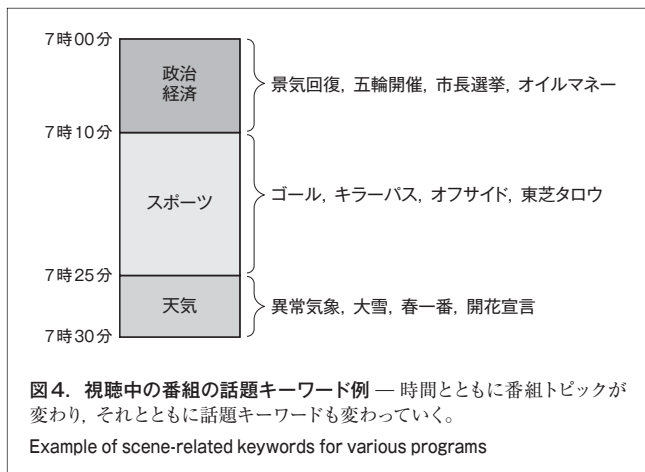 7時00分
政治
経済
景気回復, 五輪開催, 市長選挙, オイルマネー
7時10分
スポーツ
ゴール, キラーパス, オフサイド, 東芝タロウ
7時25分
天気
異常気象, 大雪, 春一番, 開花宣言
7時30分
図4. 視聴中の番組の話題キーワード例 — 時間とともに番組トピックが
変わり, それとともに話題キーワードも変わっていく。
Example of scene-related keywords for various programs